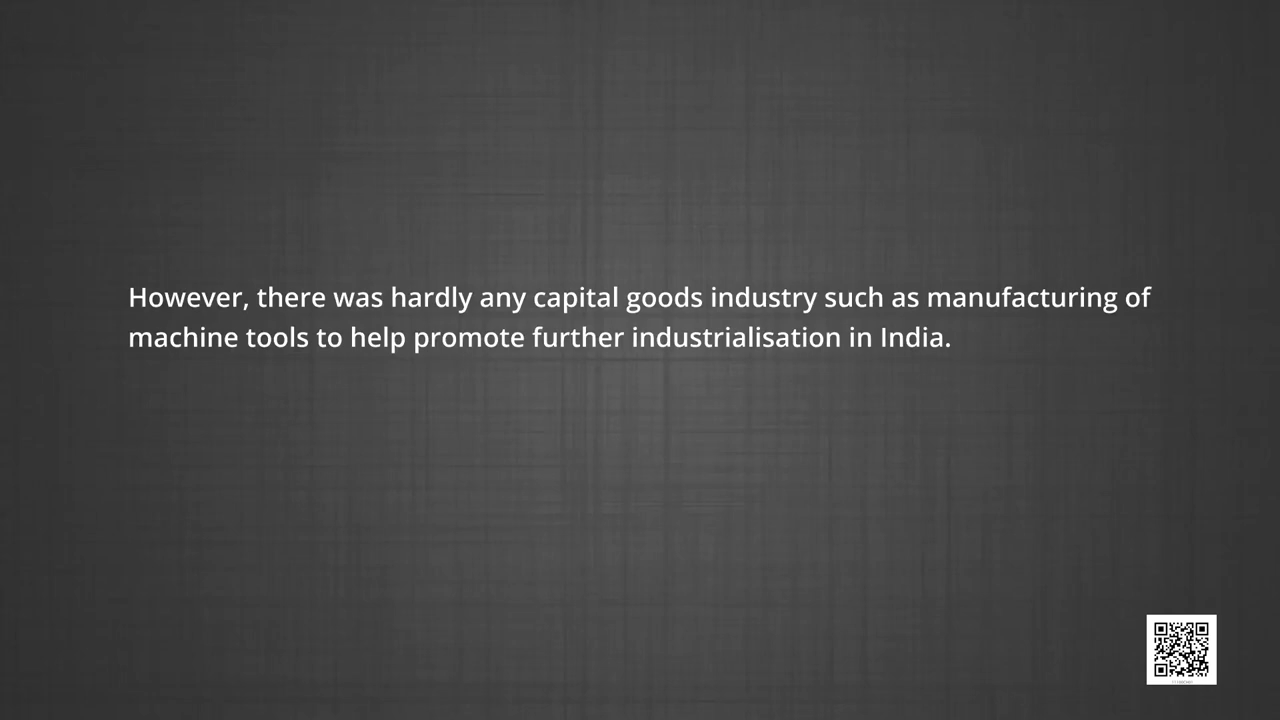 However, there was hardly any capital goods industry such as manufacturing of
machine tools to help promote further industrialisation in India.